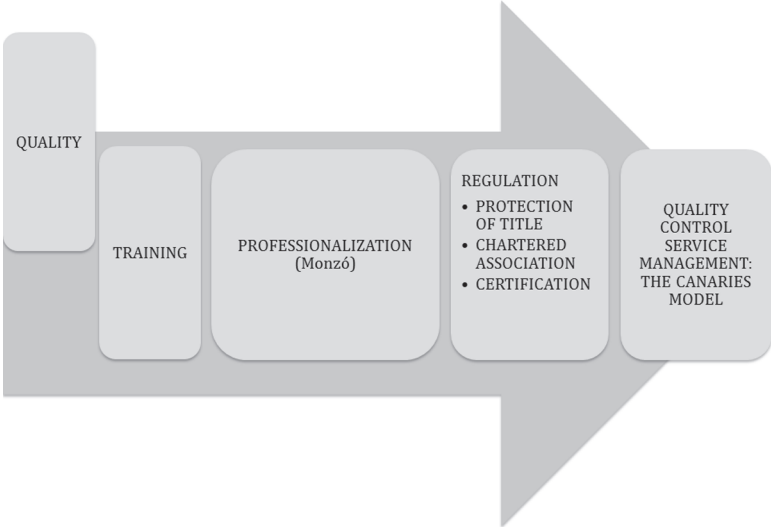 QUALITY
TRAINING
PROFESSIONALIZATION
(Monzó)
REGULATION
• PROTECTION
OF TITLE
• CHARTERED
ASSOCIATION
• CERTIFICATION
QUALITY
CONTROL
SERVICE
MANAGEMENT:
THE CANARIES
MODEL